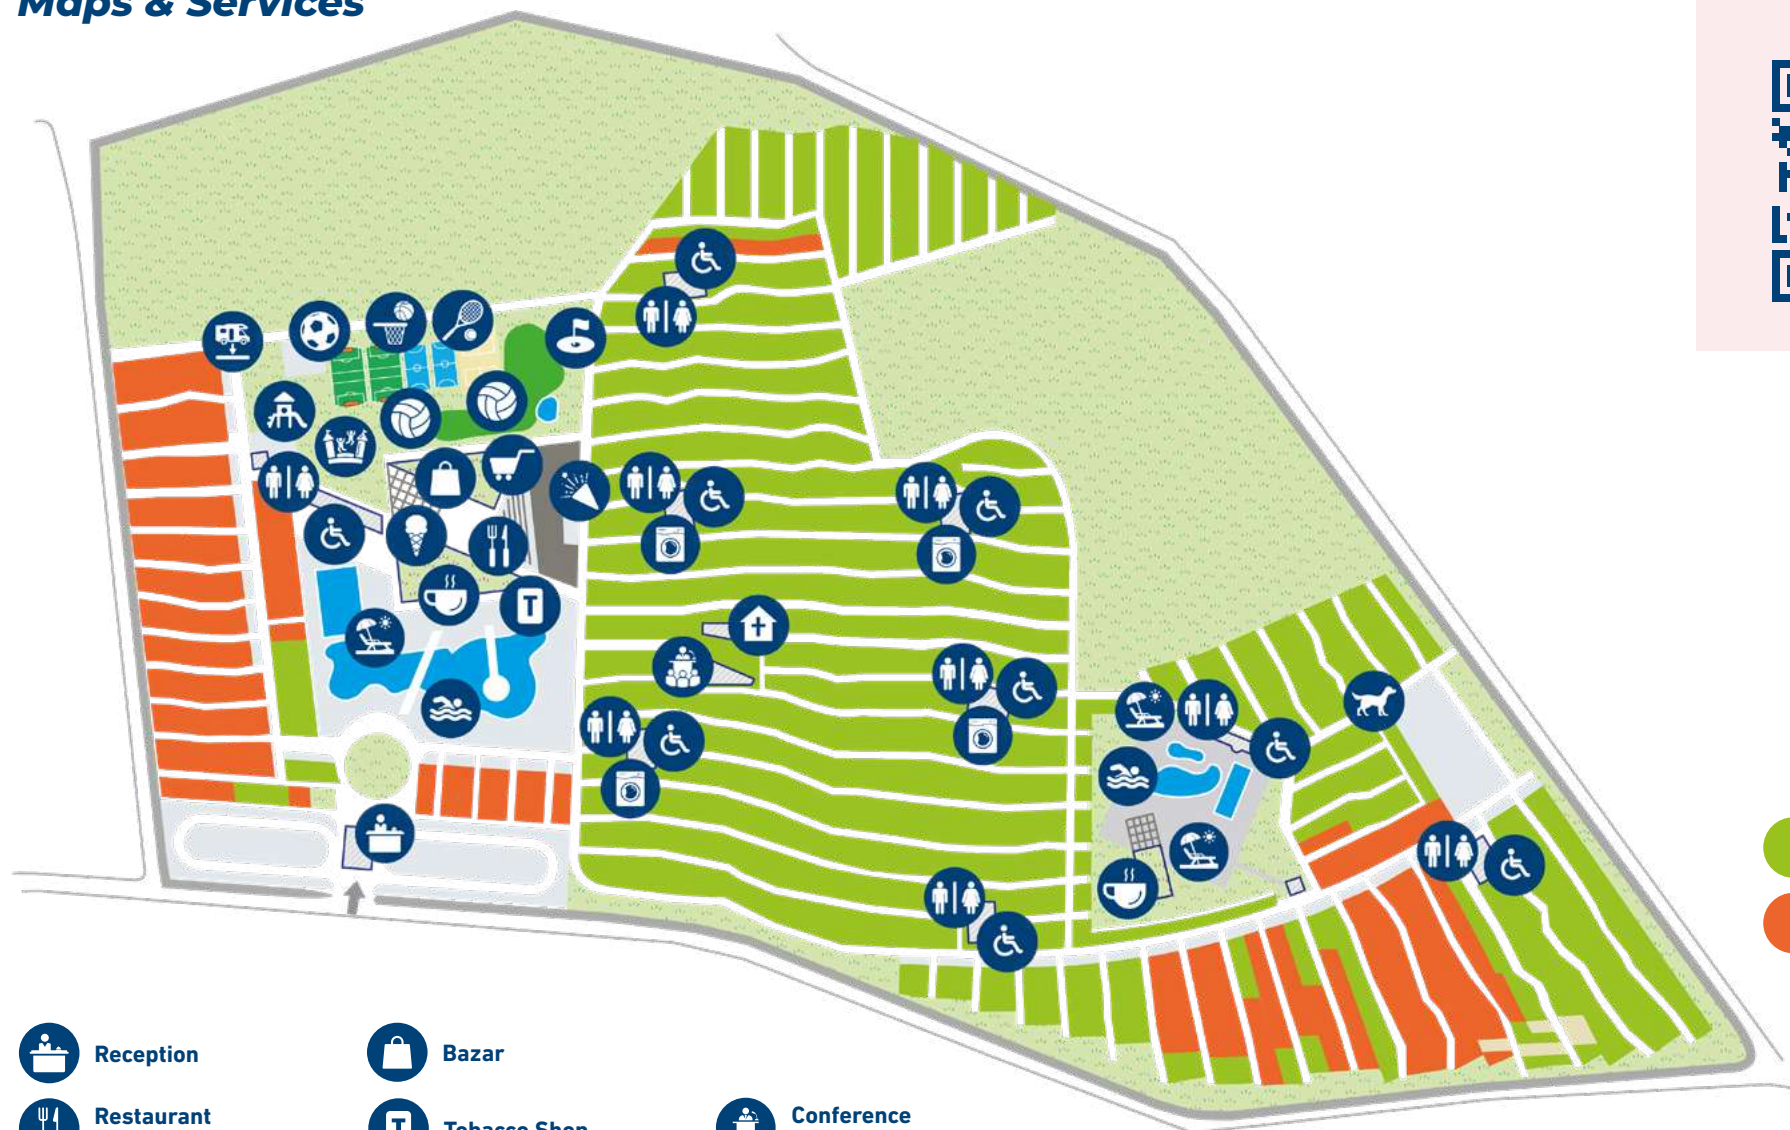 Maps & Services
Reception
Bazar
Restaurant
Tobacco Shop
Conference
T
T